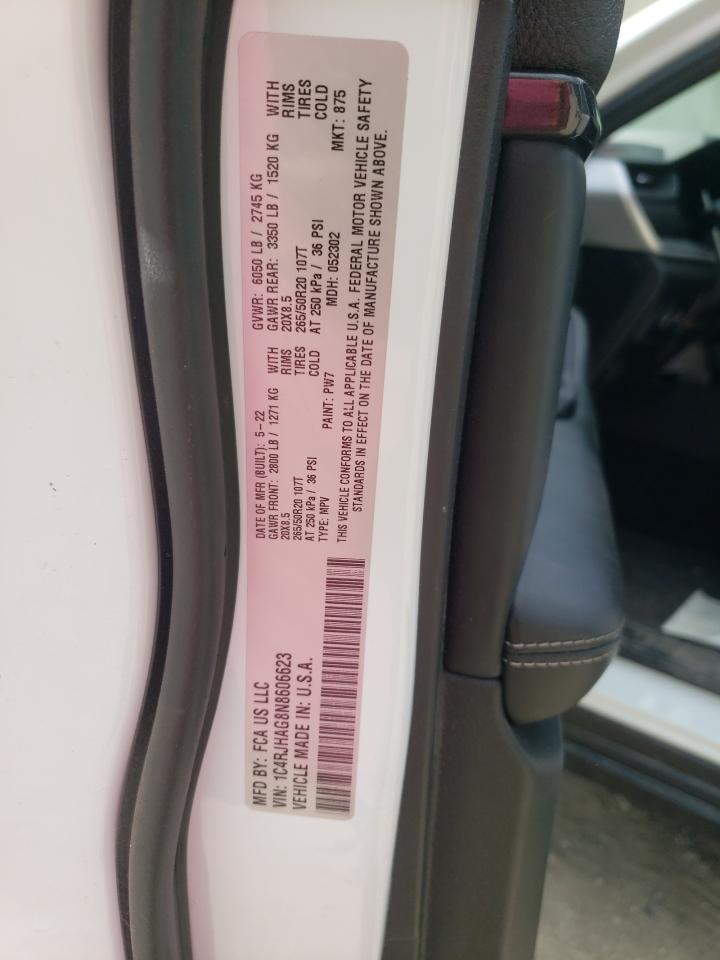 MFD BY: FCA US LLC
VIN: 1C4RJHAG8N8606623
VEHICLE MADE IN: U.S.A.
DATE OF MFR (BUILT): 5-22 GVWR: 6050 LB / 2745 KG
GAWR FRONT: 2800 LB / 1271 KG WITH GAWR REAR: 3350 LB / 1520 KG WITH
20X8.5 RIMS 20X8.5 RIMS
265/50R20 107T TIRES 265/50R20 107T TIRES
AT 250 kPa / 36 PSI COLD AT 250 kPa / 36 PSI COLD
TYPE: MPV PAINT: PW7 MDH: 052302 MKT: 875
THIS VEHICLE CONFORMS TO ALL APPLICABLE U.S.A. FEDERAL MOTOR VEHICLE SAFETY
STANDARDS IN EFFECT ON THE DATE OF MANUFACTURE SHOWN ABOVE.